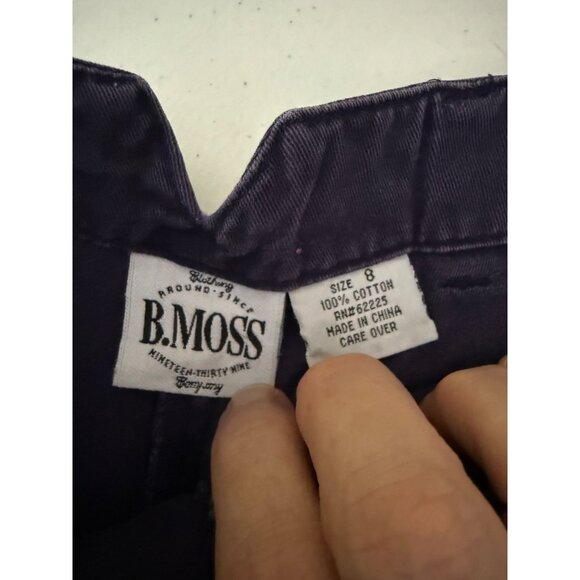 Clothing
AROUND·SINCE
B.MOSS
NINETEEN-THIRTY NINE
Company
SIZE 8
100% COTTON
RN#62225
MADE IN CHINA
CARE OVER